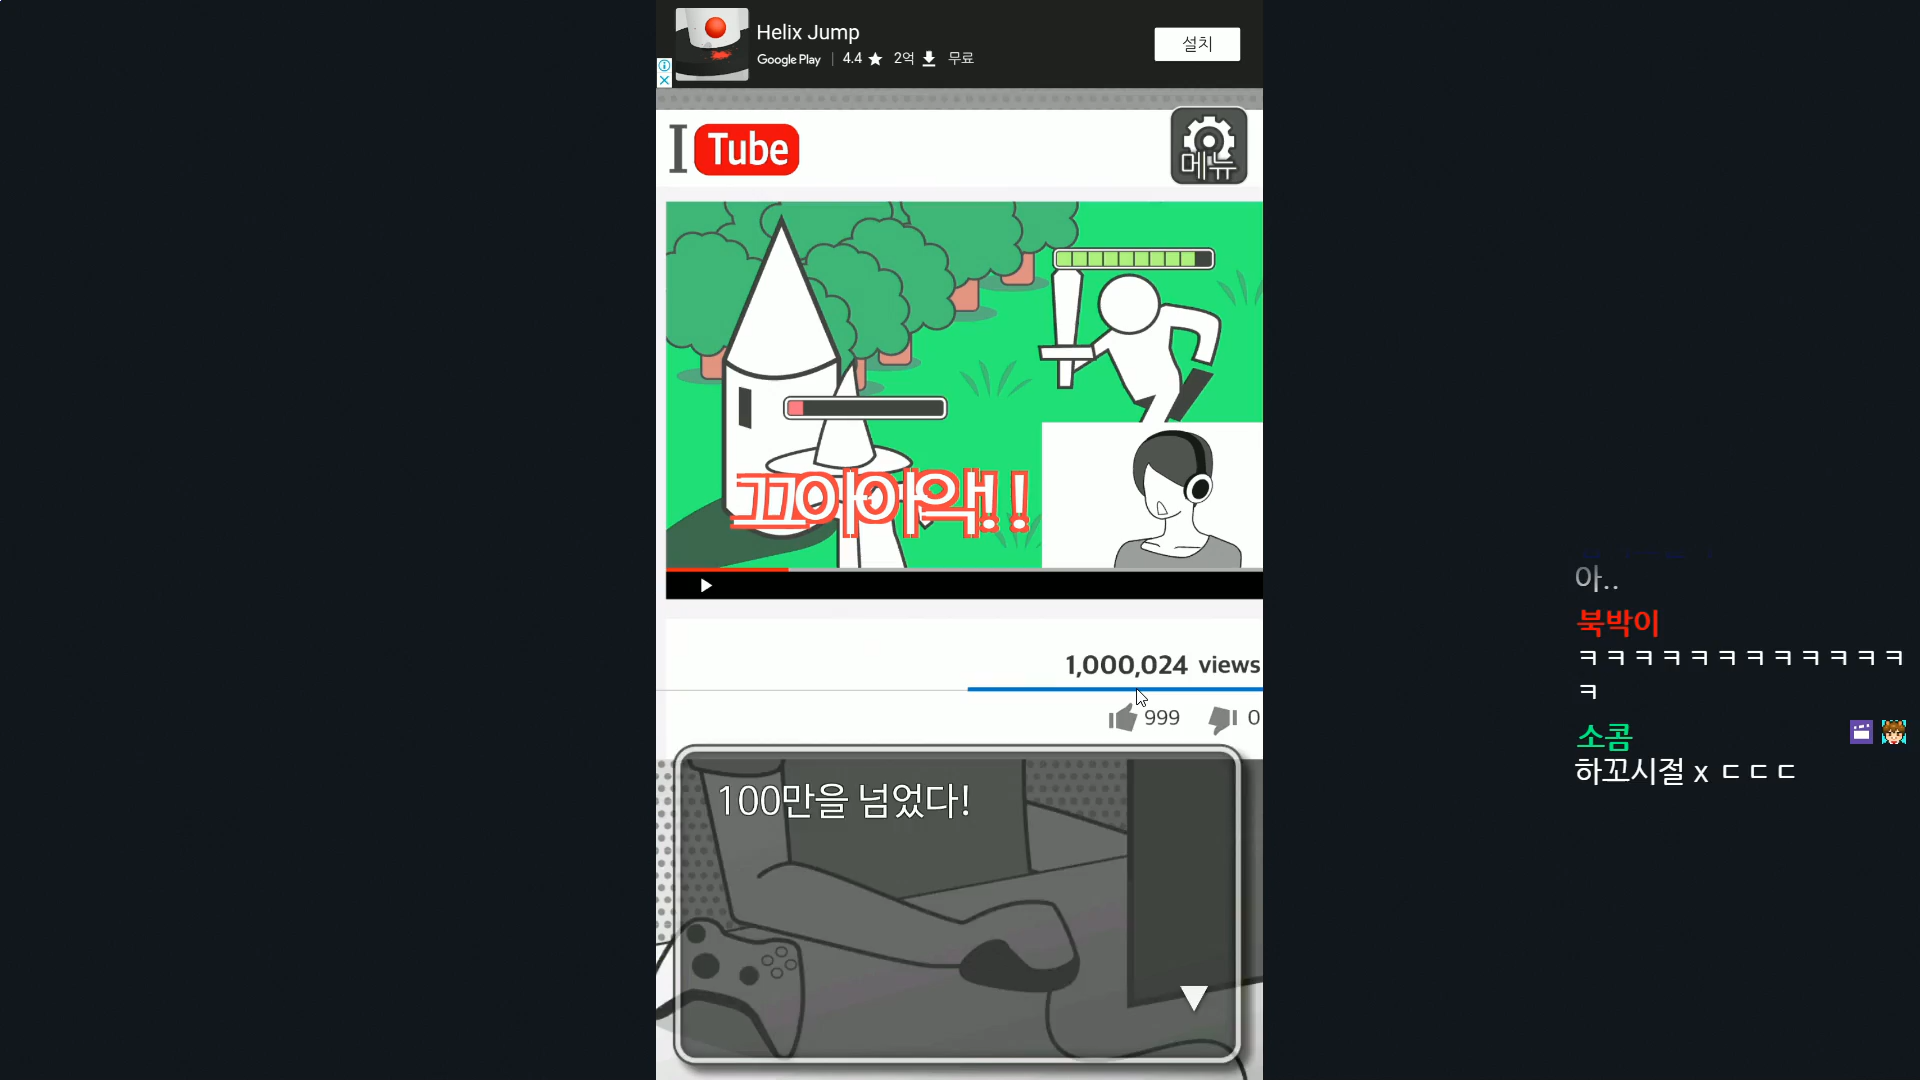 Helix Jump
Google Play 4.4 ★ 2억 무료
설치
I Tube
메뉴
끄아아악!!
1,000,024 views
999 0
100만을 넘었다!
아..
북박이
ㅋㅋㅋㅋㅋㅋㅋㅋㅋㅋㅋㅋ
ㅋ
소콤
하꼬시절 x ㄷㄷㄷ